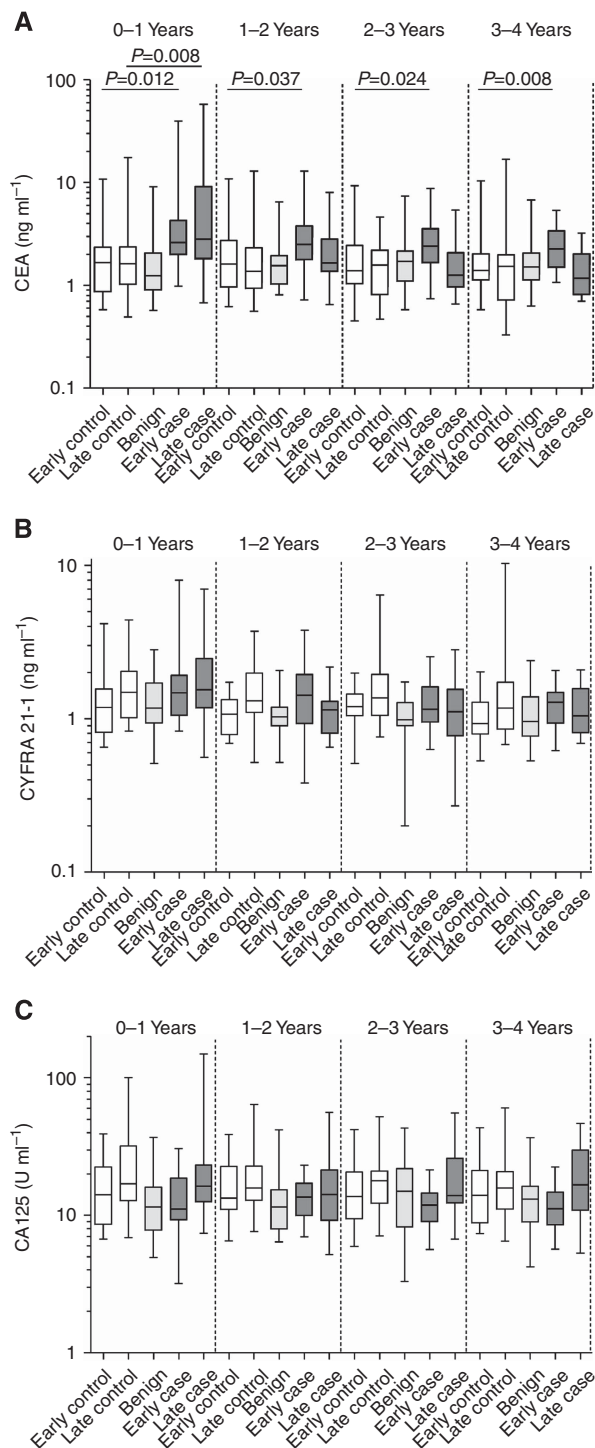 A
0–1 Years 1–2 Years 2–3 Years 3–4 Years
P=0.008
P=0.012 P=0.037 P=0.024 P=0.008
100
10
1
0.1
CEA (ng ml⁻¹)
Early control Late control Benign Early case Late case Early control Late control Benign Early case Late case Early control Late control Benign Early case Late case Early control Late control Benign Early case Late case
B
0–1 Years 1–2 Years 2–3 Years 3–4 Years
10
1
0.1
CYFRA 21-1 (ng ml⁻¹)
Early control Late control Benign Early case Late case Early control Late control Benign Early case Late case Early control Late control Benign Early case Late case Early control Late control Benign Early case Late case
C
0–1 Years 1–2 Years 2–3 Years 3–4 Years
100
10
1
CA125 (U ml⁻¹)
Early control Late control Benign Early case Late case Early control Late control Benign Early case Late case Early control Late control Benign Early case Late case Early control Late control Benign Early case Late case